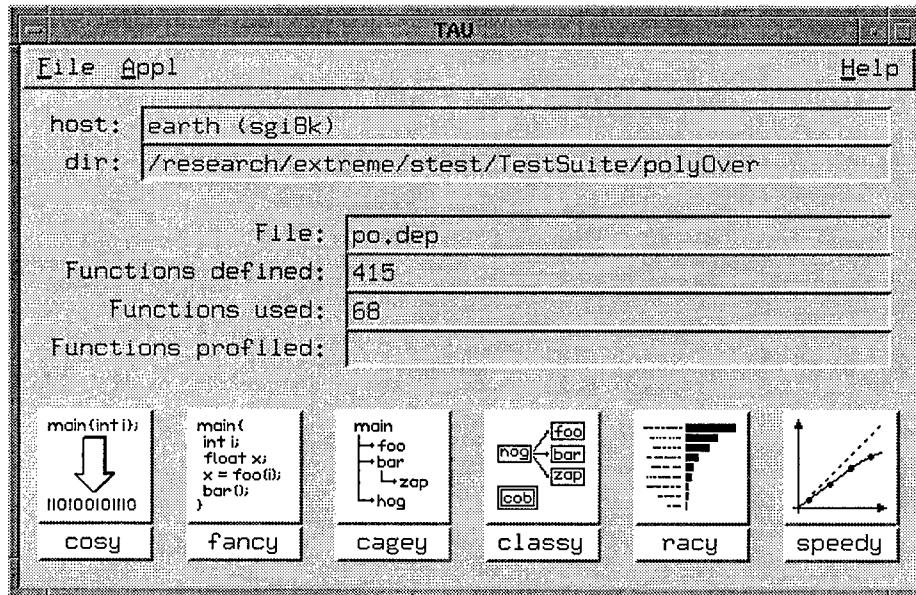 TAU
File Appl Help
host: earth (sgi8k)
dir: /research/extreme/stest/TestSuite/polyOver
File: po.dep
Functions defined: 415
Functions used: 68
Functions profiled:
main(int i);
110100101110
cosy
main{
int i;
float x;
x = foo(i);
bar();
}
fancy
main
foo
bar
zap
hog
cagey
foo
hog bar
zap
cob
classy
racy
speedy